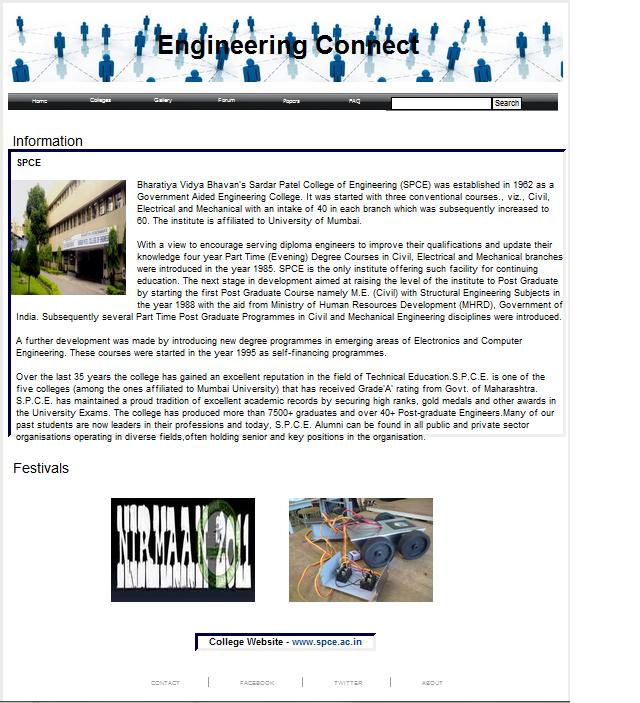 Engineering Connect
Home Colleges Gallery Forum Papers FAQ Search
Information
SPCE
Bharatiya Vidya Bhavan's Sardar Patel College of Engineering (SPCE) was established in 1962 as a
Government Aided Engineering College. It was started with three conventional courses., viz., Civil,
Electrical and Mechanical with an intake of 40 in each branch which was subsequently increased to
60. The institute is affiliated to University of Mumbai.
With a view to encourage serving diploma engineers to improve their qualifications and update their
knowledge four year Part Time (Evening) Degree Courses in Civil, Electrical and Mechanical branches
were introduced in the year 1985. SPCE is the only institute offering such facility for continuing
education. The next stage in development aimed at raising the level of the institute to Post Graduate
by starting the first Post Graduate Course namely M.E. (Civil) with Structural Engineering Subjects in
the year 1988 with the aid from Ministry of Human Resources Development (MHRD), Government of
India. Subsequently several Part Time Post Graduate Programmes in Civil and Mechanical Engineering disciplines were introduced.
A further development was made by introducing new degree programmes in emerging areas of Electronics and Computer
Engineering. These courses were started in the year 1995 as self-financing programmes.
Over the last 35 years the college has gained an excellent reputation in the field of Technical Education.S.P.C.E. is one of the
five colleges (among the ones affiliated to Mumbai University) that has received Grade'A' rating from Govt. of Maharashtra.
S.P.C.E. has maintained a proud tradition of excellent academic records by securing high ranks, gold medals and other awards in
the University Exams. The college has produced more than 7500+ graduates and over 40+ Post-graduate Engineers.Many of our
past students are now leaders in their professions and today, S.P.C.E. Alumni can be found in all public and private sector
organisations operating in diverse fields,often holding senior and key positions in the organisation.
Festivals
NIRMAAN 2011
College Website - www.spce.ac.in
CONTACT FACEBOOK TWITTER ABOUT